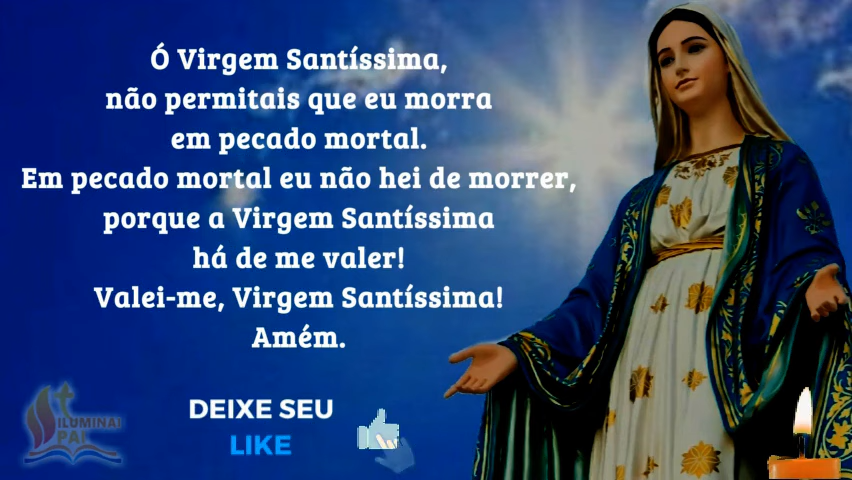 Ó Virgem Santíssima,
não permitais que eu morra
em pecado mortal.
Em pecado mortal eu não hei de morrer,
porque a Virgem Santíssima
há de me valer!
Valei-me, Virgem Santíssima!
Amém.
DEIXE SEU
LIKE
ILUMINAI
PAI